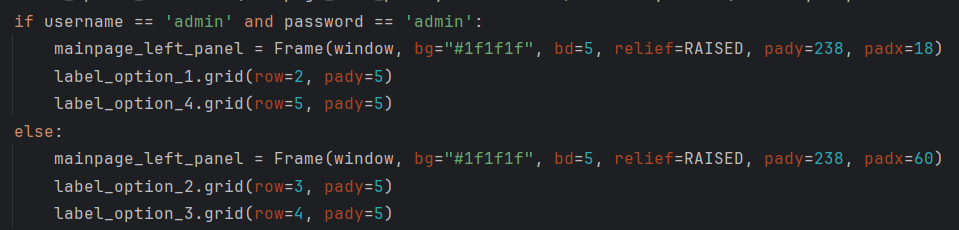 if username == 'admin' and password == 'admin':
    mainpage_left_panel = Frame(window, bg="#1f1f1f", bd=5, relief=RAISED, pady=238, padx=18)
    label_option_1.grid(row=2, pady=5)
    label_option_4.grid(row=5, pady=5)
else:
    mainpage_left_panel = Frame(window, bg="#1f1f1f", bd=5, relief=RAISED, pady=238, padx=60)
    label_option_2.grid(row=3, pady=5)
    label_option_3.grid(row=4, pady=5)